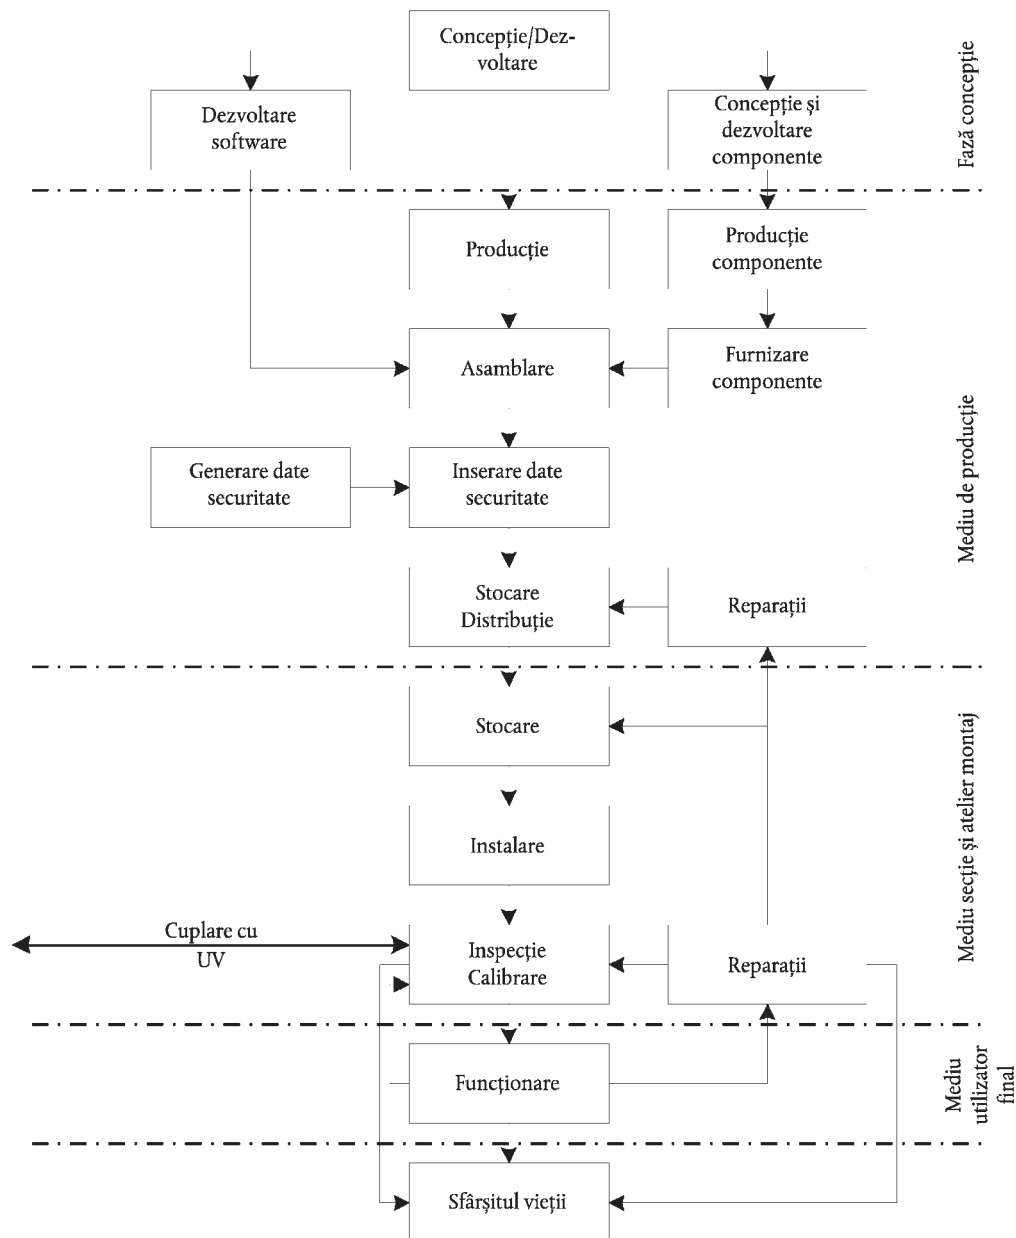 Concepție/Dez-
voltare
Dezvoltare
software
Concepție și
dezvoltare
componente
Fază concepție
Producție
Producție
componente
Asamblare
Furnizare
componente
Generare date
securitate
Inserare date
securitate
Mediu de producție
Stocare
Distribuție
Reparații
Stocare
Instalare
Mediu secție și atelier montaj
Cuplare cu
UV
Inspecție
Calibrare
Reparații
Funcționare
Mediu
utilizator
final
Sfârșitul vieții